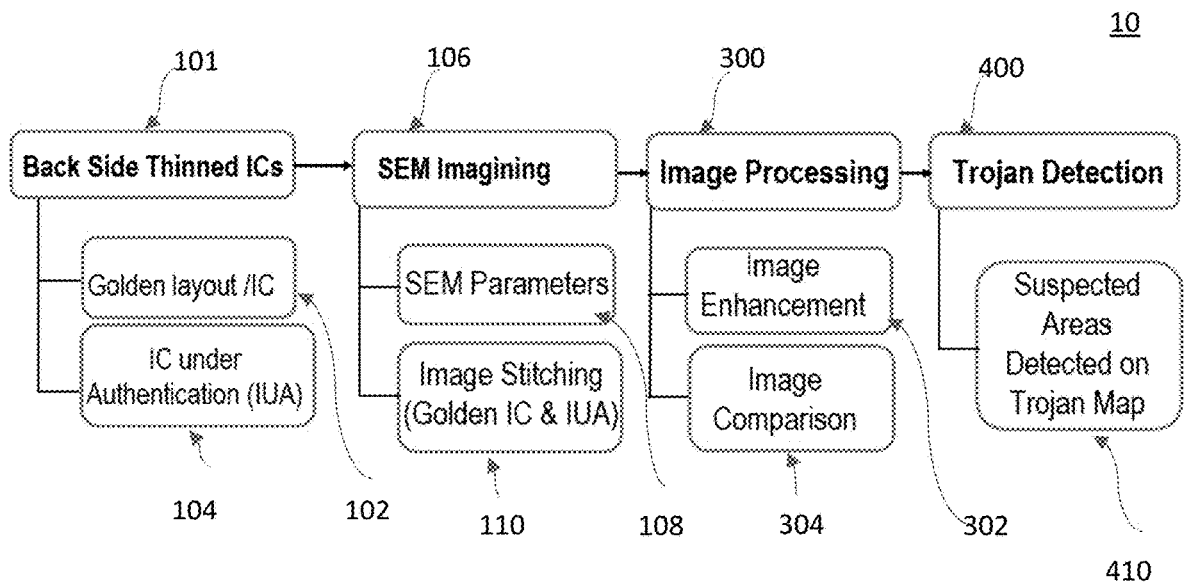 10
101
106
300
400
Back Side Thinned ICs
SEM Imagining
Image Processing
Trojan Detection
Golden layout /IC
IC under
Authentication (IUA)
SEM Parameters
Image Stitching
(Golden IC & IUA)
Image
Enhancement
Image
Comparison
Suspected
Areas
Detected on
Trojan Map
104
102
110
108
304
302
410